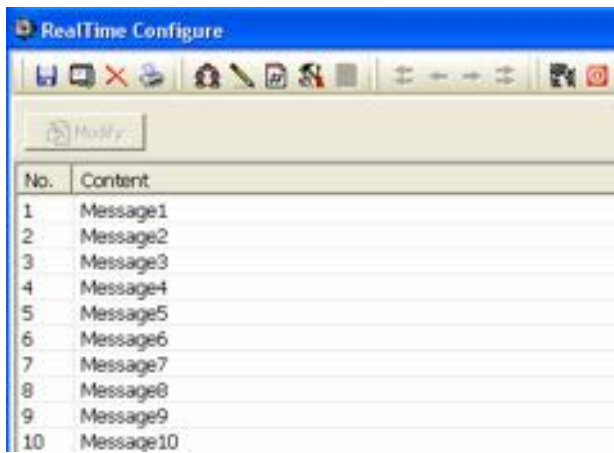 RealTime Configure
Modify
No. Content
1 Message1
2 Message2
3 Message3
4 Message4
5 Message5
6 Message6
7 Message7
8 Message8
9 Message9
10 Message10